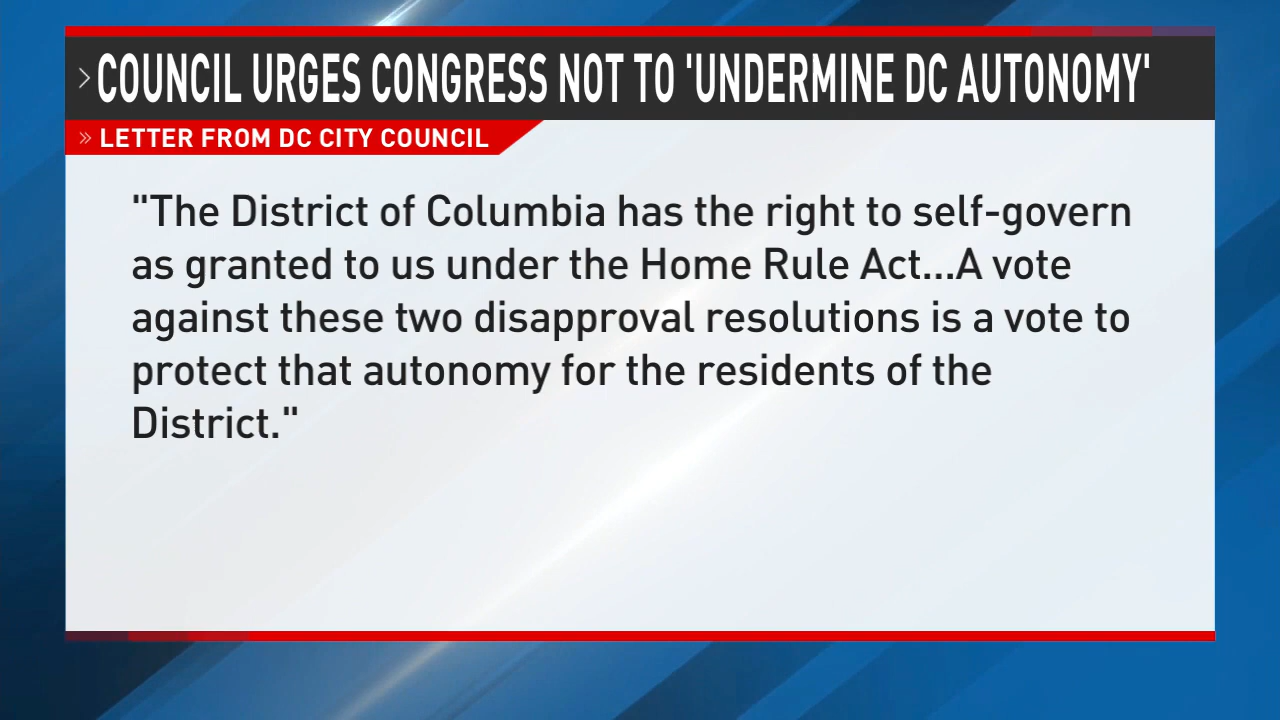 COUNCIL URGES CONGRESS NOT TO 'UNDERMINE DC AUTONOMY'
LETTER FROM DC CITY COUNCIL
"The District of Columbia has the right to self-govern
as granted to us under the Home Rule Act...A vote
against these two disapproval resolutions is a vote to
protect that autonomy for the residents of the
District."